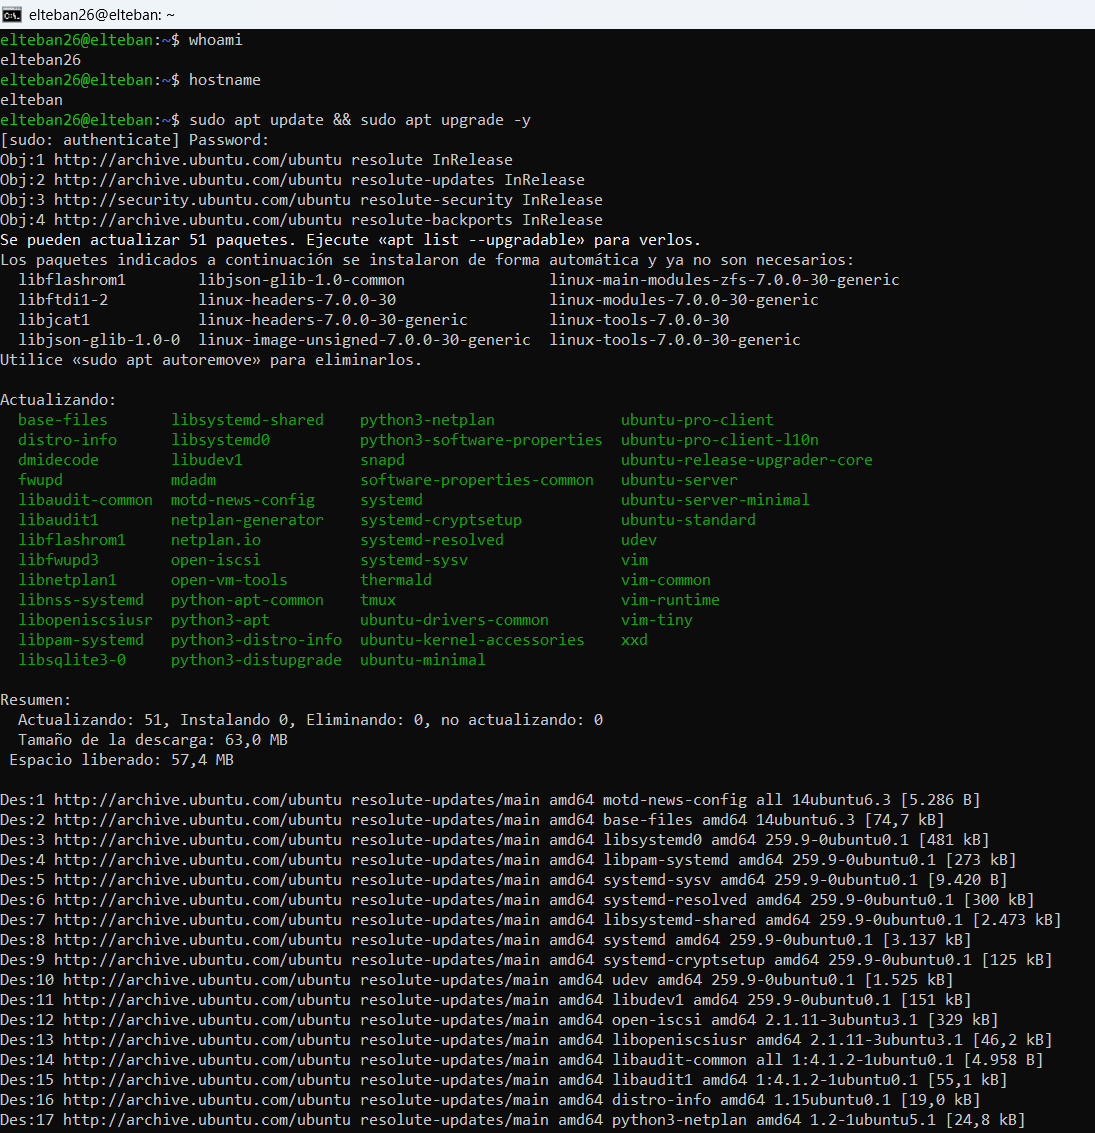 elteban26@elteban: ~
elteban26@elteban:~$ whoami
elteban26
elteban26@elteban:~$ hostname
elteban
elteban26@elteban:~$ sudo apt update && sudo apt upgrade -y
[sudo: authenticate] Password:
Obj:1 http://archive.ubuntu.com/ubuntu resolute InRelease
Obj:2 http://archive.ubuntu.com/ubuntu resolute-updates InRelease
Obj:3 http://security.ubuntu.com/ubuntu resolute-security InRelease
Obj:4 http://archive.ubuntu.com/ubuntu resolute-backports InRelease
Se pueden actualizar 51 paquetes. Ejecute «apt list --upgradable» para verlos.
Los paquetes indicados a continuación se instalaron de forma automática y ya no son necesarios:
  libflashrom1        libjson-glib-1.0-common                linux-main-modules-zfs-7.0.0-30-generic
  libftdi1-2          linux-headers-7.0.0-30                 linux-modules-7.0.0-30-generic
  libjcat1            linux-headers-7.0.0-30-generic         linux-tools-7.0.0-30
  libjson-glib-1.0-0  linux-image-unsigned-7.0.0-30-generic  linux-tools-7.0.0-30-generic
Utilice «sudo apt autoremove» para eliminarlos.

Actualizando:
  base-files       libsystemd-shared    python3-netplan              ubuntu-pro-client
  distro-info      libsystemd0          python3-software-properties  ubuntu-pro-client-l10n
  dmidecode        libudev1             snapd                        ubuntu-release-upgrader-core
  fwupd            mdadm                software-properties-common   ubuntu-server
  libaudit-common  motd-news-config     systemd                      ubuntu-server-minimal
  libaudit1        netplan-generator    systemd-cryptsetup           ubuntu-standard
  libflashrom1     netplan.io           systemd-resolved             udev
  libfwupd3        open-iscsi           systemd-sysv                 vim
  libnetplan1      open-vm-tools        thermald                     vim-common
  libnss-systemd   python-apt-common    tmux                         vim-runtime
  libopeniscsiusr  python3-apt          ubuntu-drivers-common        vim-tiny
  libpam-systemd   python3-distro-info  ubuntu-kernel-accessories    xxd
  libsqlite3-0     python3-distupgrade  ubuntu-minimal

Resumen:
  Actualizando: 51, Instalando 0, Eliminando: 0, no actualizando: 0
  Tamaño de la descarga: 63,0 MB
 Espacio liberado: 57,4 MB

Des:1 http://archive.ubuntu.com/ubuntu resolute-updates/main amd64 motd-news-config all 14ubuntu6.3 [5.286 B]
Des:2 http://archive.ubuntu.com/ubuntu resolute-updates/main amd64 base-files amd64 14ubuntu6.3 [74,7 kB]
Des:3 http://archive.ubuntu.com/ubuntu resolute-updates/main amd64 libsystemd0 amd64 259.9-0ubuntu0.1 [481 kB]
Des:4 http://archive.ubuntu.com/ubuntu resolute-updates/main amd64 libpam-systemd amd64 259.9-0ubuntu0.1 [273 kB]
Des:5 http://archive.ubuntu.com/ubuntu resolute-updates/main amd64 systemd-sysv amd64 259.9-0ubuntu0.1 [9.420 B]
Des:6 http://archive.ubuntu.com/ubuntu resolute-updates/main amd64 systemd-resolved amd64 259.9-0ubuntu0.1 [300 kB]
Des:7 http://archive.ubuntu.com/ubuntu resolute-updates/main amd64 libsystemd-shared amd64 259.9-0ubuntu0.1 [2.473 kB]
Des:8 http://archive.ubuntu.com/ubuntu resolute-updates/main amd64 systemd amd64 259.9-0ubuntu0.1 [3.137 kB]
Des:9 http://archive.ubuntu.com/ubuntu resolute-updates/main amd64 systemd-cryptsetup amd64 259.9-0ubuntu0.1 [125 kB]
Des:10 http://archive.ubuntu.com/ubuntu resolute-updates/main amd64 udev amd64 259.9-0ubuntu0.1 [1.525 kB]
Des:11 http://archive.ubuntu.com/ubuntu resolute-updates/main amd64 libudev1 amd64 259.9-0ubuntu0.1 [151 kB]
Des:12 http://archive.ubuntu.com/ubuntu resolute-updates/main amd64 open-iscsi amd64 2.1.11-3ubuntu3.1 [329 kB]
Des:13 http://archive.ubuntu.com/ubuntu resolute-updates/main amd64 libopeniscsiusr amd64 2.1.11-3ubuntu3.1 [46,2 kB]
Des:14 http://archive.ubuntu.com/ubuntu resolute-updates/main amd64 libaudit-common all 1:4.1.2-1ubuntu0.1 [4.958 B]
Des:15 http://archive.ubuntu.com/ubuntu resolute-updates/main amd64 libaudit1 amd64 1:4.1.2-1ubuntu0.1 [55,1 kB]
Des:16 http://archive.ubuntu.com/ubuntu resolute-updates/main amd64 distro-info amd64 1.15ubuntu0.1 [19,0 kB]
Des:17 http://archive.ubuntu.com/ubuntu resolute-updates/main amd64 python3-netplan amd64 1.2-1ubuntu5.1 [24,8 kB]